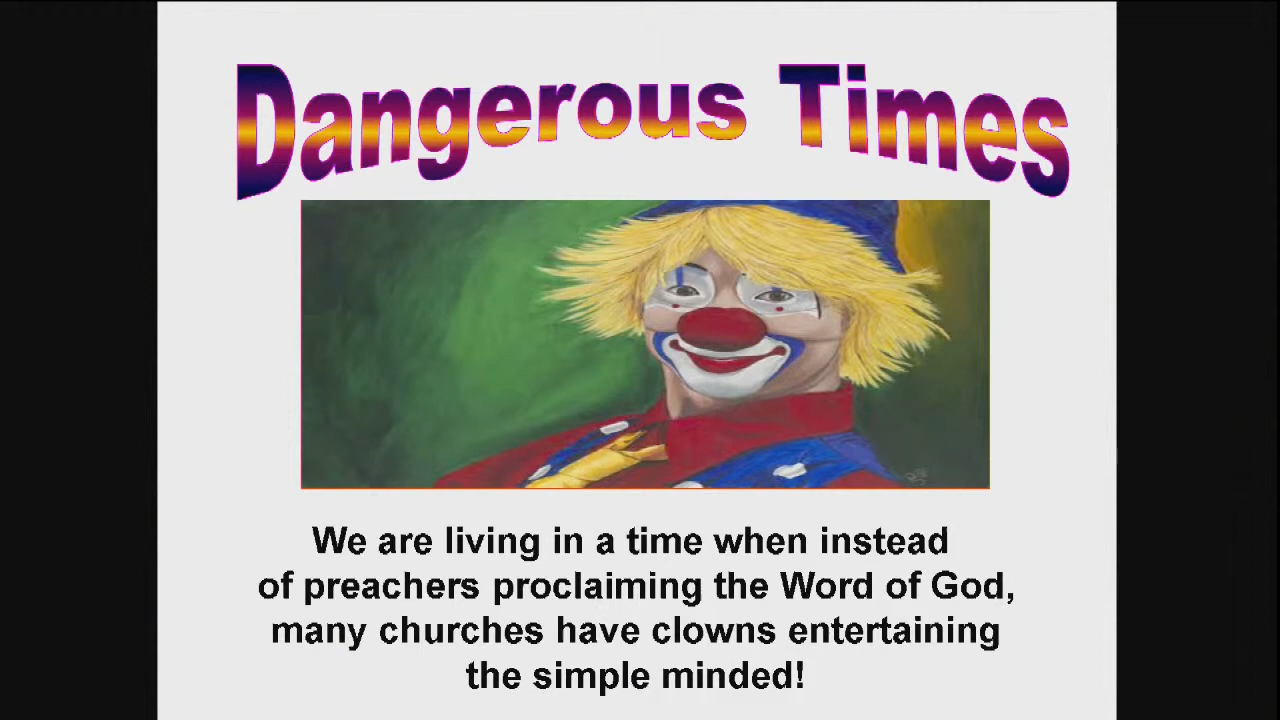 Dangerous Times
We are living in a time when instead
of preachers proclaiming the Word of God,
many churches have clowns entertaining
the simple minded!